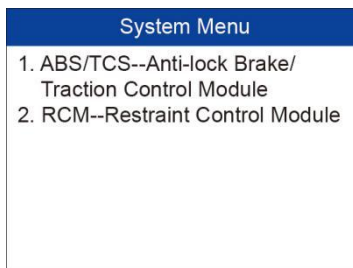 System Menu
1. ABS/TCS--Anti-lock Brake/
Traction Control Module
2. RCM--Restraint Control Module